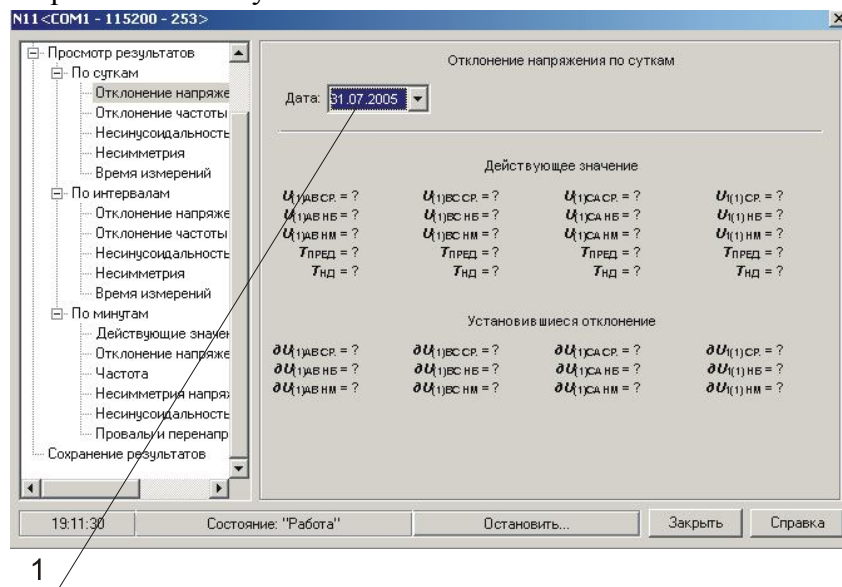 N11<COM1 - 115200 - 253>
Просмотр результатов
По суткам
Отклонение напряже
Отклонение частоты
Несинусоидальность
Несимметрия
Время измерений
По интервалам
Отклонение напряже
Отклонение частоты
Несинусоидальность
Несимметрия
Время измерений
По минутам
Действующие значен
Отклонение напряже
Частота
Несимметрия напряж
Несинусоидальность
Провалы и перенапр
Сохранение результатов
Отклонение напряжения по суткам
Дата: 31.07.2005
Действующее значение
U(1)AB СР. = ? U(1)BC СР. = ? U(1)CA СР. = ? U1(1) СР. = ?
U(1)AB НБ = ? U(1)BC НБ = ? U(1)CA НБ = ? U1(1) НБ = ?
U(1)AB НМ = ? U(1)BC НМ = ? U(1)CA НМ = ? U1(1) НМ = ?
TПРЕД = ? TПРЕД = ? TПРЕД = ? TПРЕД = ?
TНД = ? TНД = ? TНД = ? TНД = ?
Установившиеся отклонение
∂U(1)AB СР. = ? ∂U(1)BC СР. = ? ∂U(1)CA СР. = ? ∂U1(1) СР. = ?
∂U(1)AB НБ = ? ∂U(1)BC НБ = ? ∂U(1)CA НБ = ? ∂U1(1) НБ = ?
∂U(1)AB НМ = ? ∂U(1)BC НМ = ? ∂U(1)CA НМ = ? ∂U1(1) НМ = ?
19:11:30 Состояние: "Работа" Остановить... Закрыть Справка
1